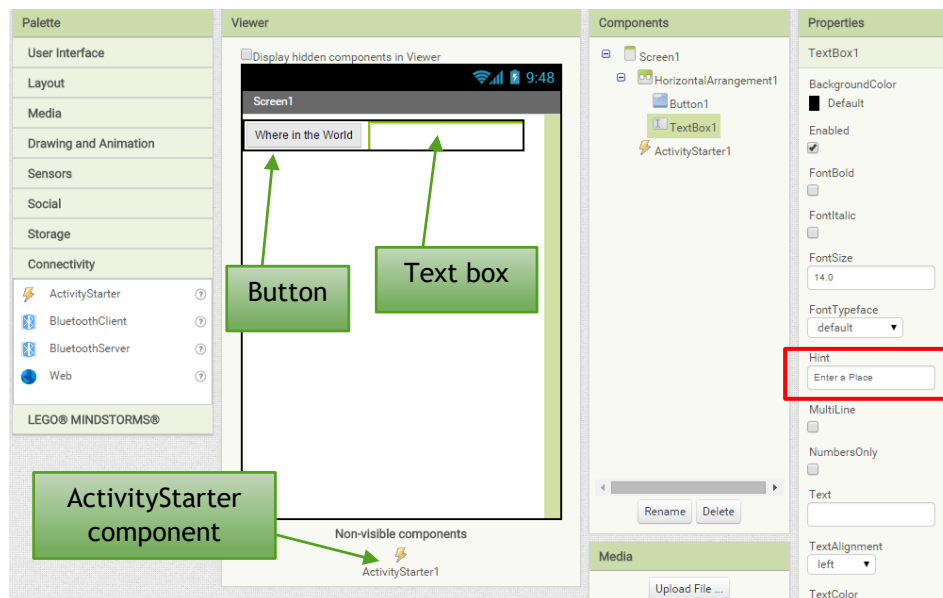 Palette
User Interface
Layout
Media
Drawing and Animation
Sensors
Social
Storage
Connectivity
ActivityStarter ?
BluetoothClient ?
BluetoothServer ?
Web ?
LEGO® MINDSTORMS®
Viewer
Display hidden components in Viewer
9:48
Screen1
Where in the World
Button
Text box
ActivityStarter
component
Non-visible components
ActivityStarter1
Components
Screen1
HorizontalArrangement1
Button1
TextBox1
ActivityStarter1
Rename Delete
Media
Upload File ...
Properties
TextBox1
BackgroundColor
Default
Enabled
FontBold
FontItalic
FontSize
14.0
FontTypeface
default
Hint
Enter a Place
MultiLine
NumbersOnly
Text
TextAlignment
left
TextColor